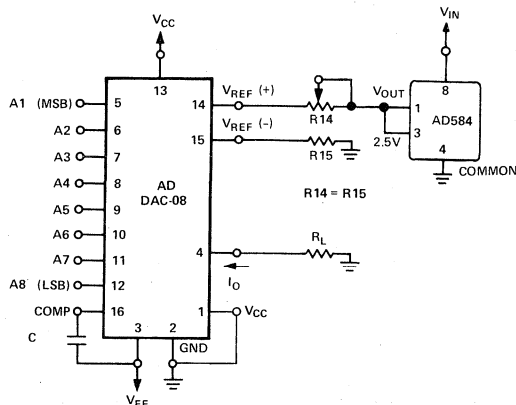 VCC
VIN
13
A1 (MSB) 5
A2 6
A3 7
A4 8
A5 9
A6 10
A7 11
A8 (LSB) 12
COMP 16
C
AD
DAC-08
14 VREF (+)
R14
15 VREF (−)
R15
R14 = R15
4
IO
RL
1 VCC
3
2
GND
VEE
VOUT
8
1
AD584
3
2.5V
4
COMMON